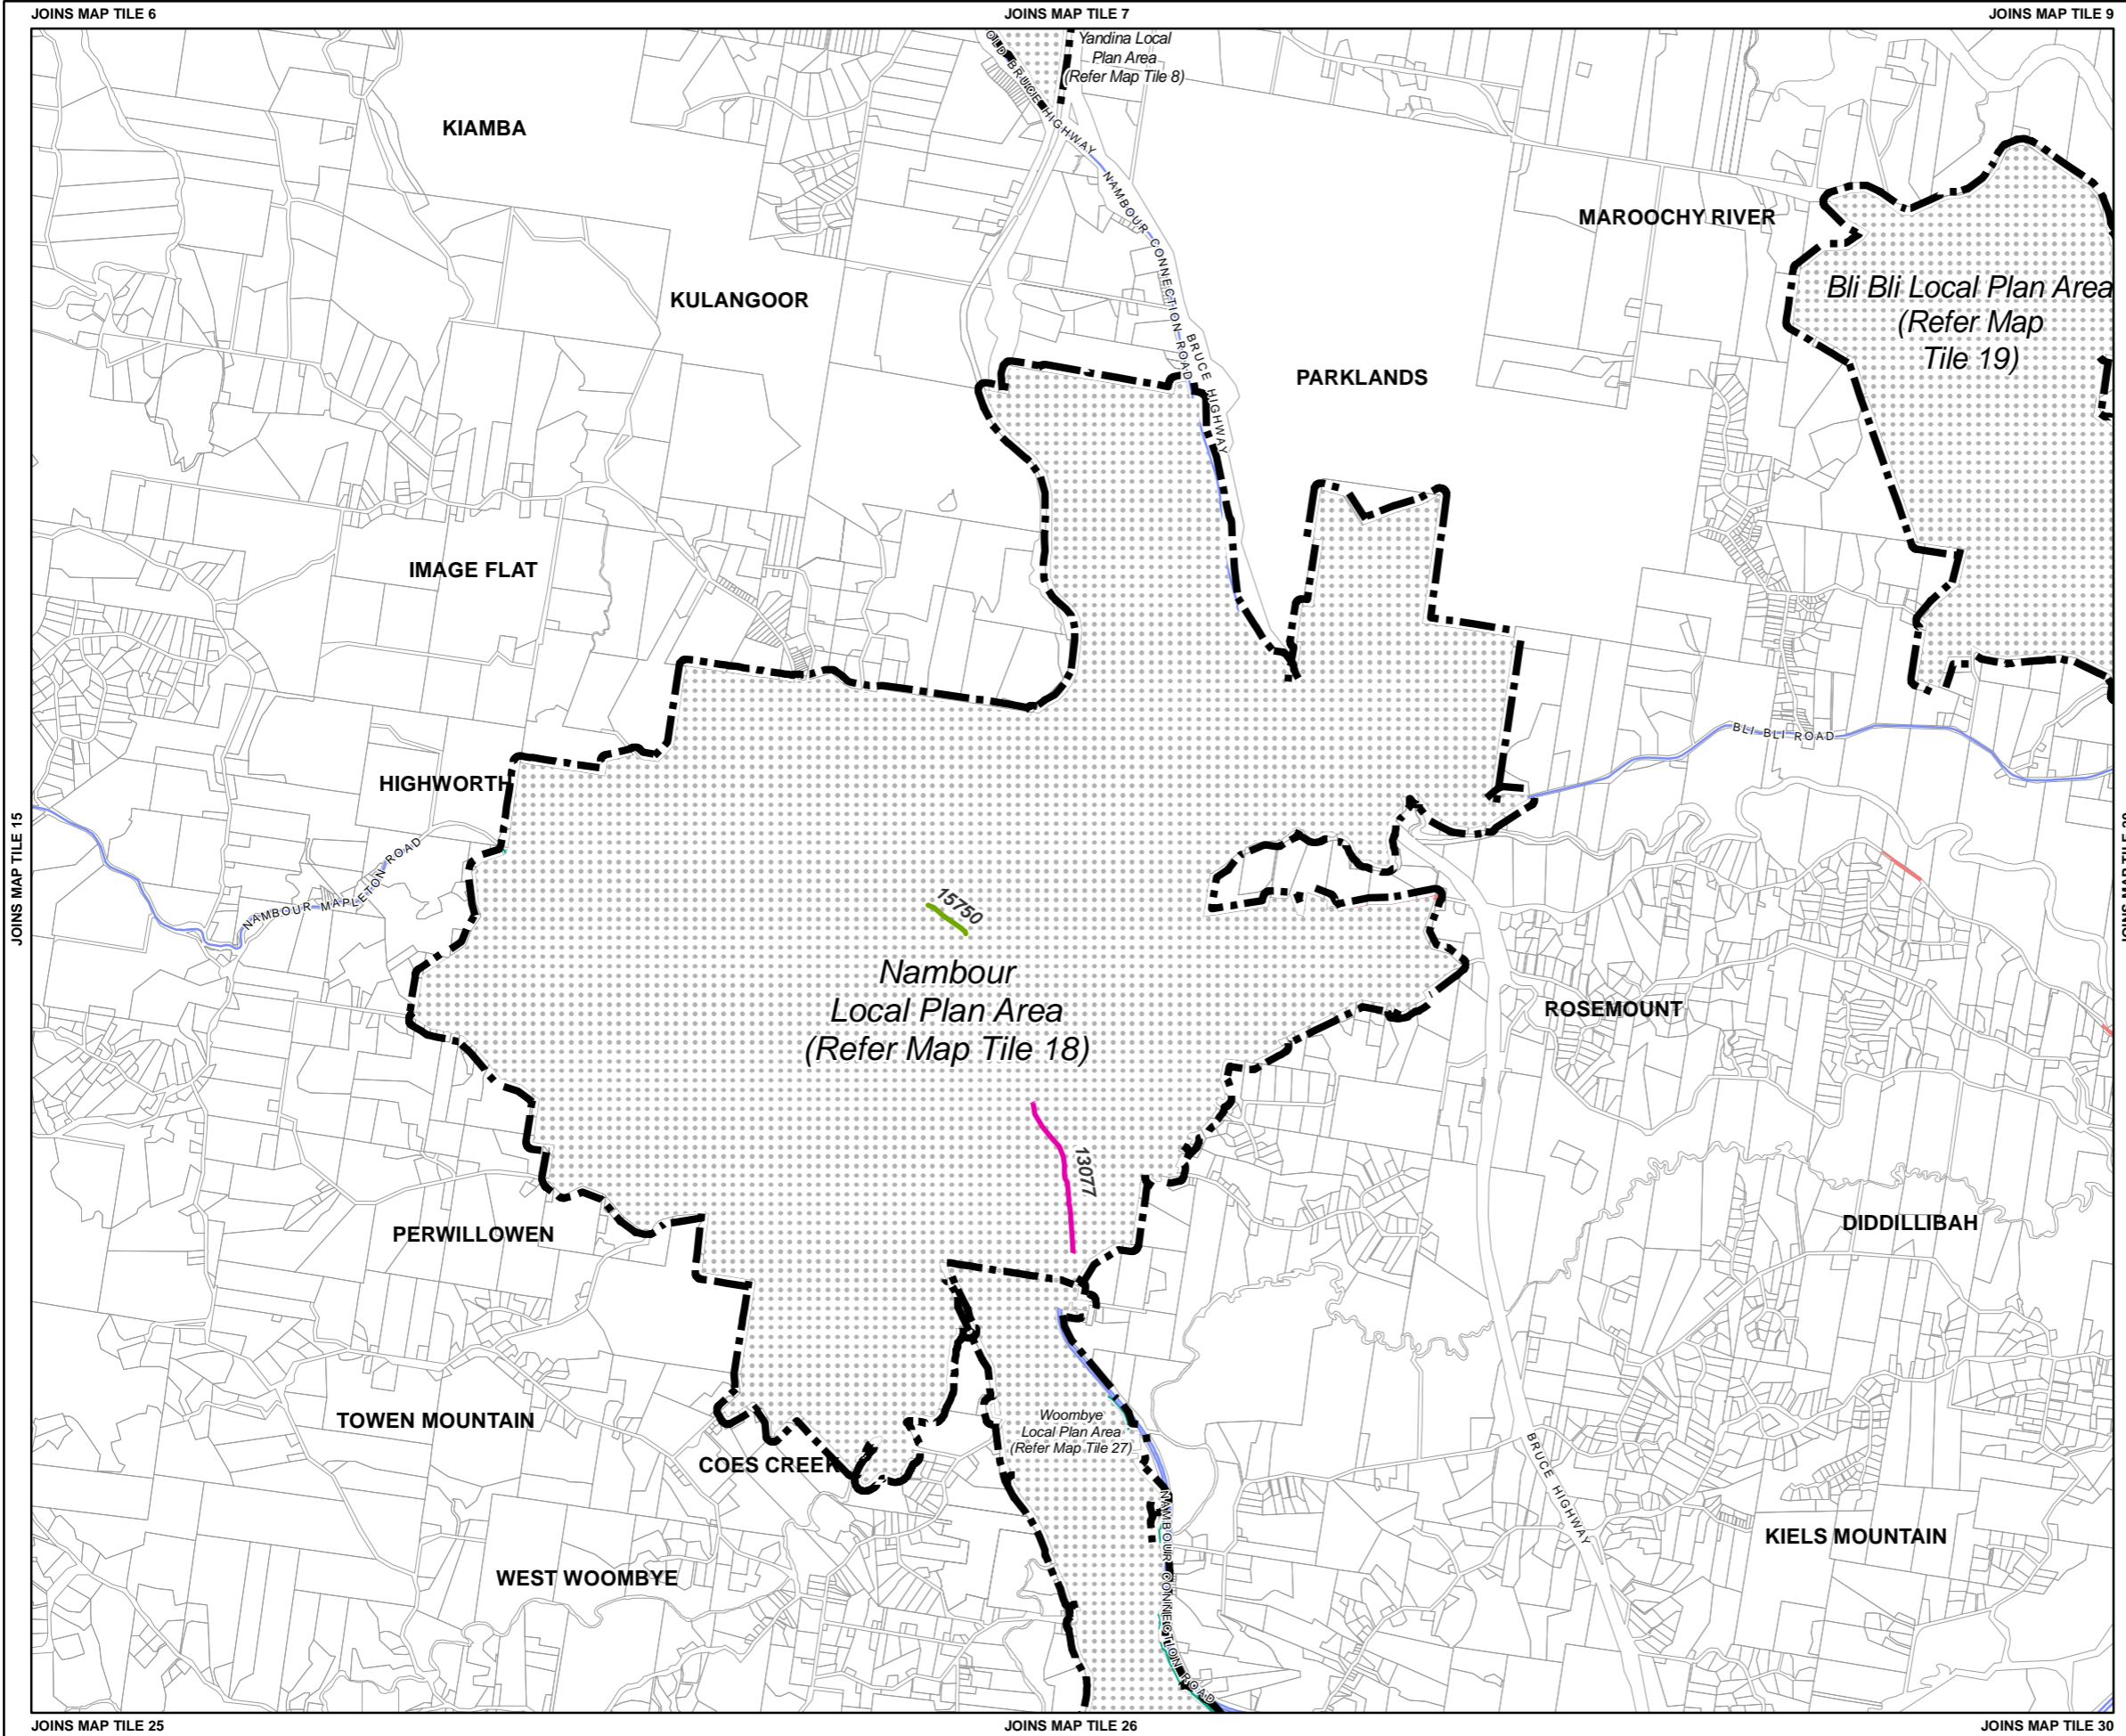 JOINS MAP TILE 6
JOINS MAP TILE 7
JOINS MAP TILE 9
Yandina Local
Plan Area
(Refer Map Tile 8)
OLD BRUCE HIGHWAY
KIAMBA
NAMBOUR CONNECTION ROAD
MAROOCHY RIVER
Bli Bli Local Plan Area
(Refer Map
Tile 19)
KULANGOOR
BRUCE HIGHWAY
PARKLANDS
IMAGE FLAT
BLI BLI ROAD
HIGHWORTH
JOINS MAP TILE 15
NAMBOUR MAPLETON ROAD
15750
Nambour
Local Plan Area
(Refer Map Tile 18)
ROSEMOUNT
13077
PERWILLOWEN
DIDDILLIBAH
TOWEN MOUNTAIN
Woombye
Local Plan Area
(Refer Map Tile 27)
COES CREEK
BRUCE HIGHWAY
NAMBOUR CONNECTION ROAD
KIELS MOUNTAIN
WEST WOOMBYE
JOINS MAP TILE 25
JOINS MAP TILE 26
JOINS MAP TILE 30